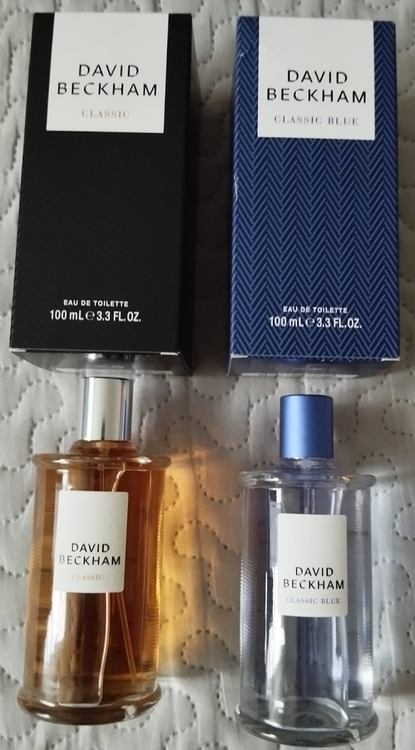 DAVID
BECKHAM
CLASSIC
EAU DE TOILETTE
100 mL ℮ 3.3 FL.OZ.
DAVID
BECKHAM
CLASSIC BLUE
EAU DE TOILETTE
100 mL ℮ 3.3 FL.OZ.
DAVID
BECKHAM
CLASSIC
DAVID
BECKHAM
CLASSIC BLUE